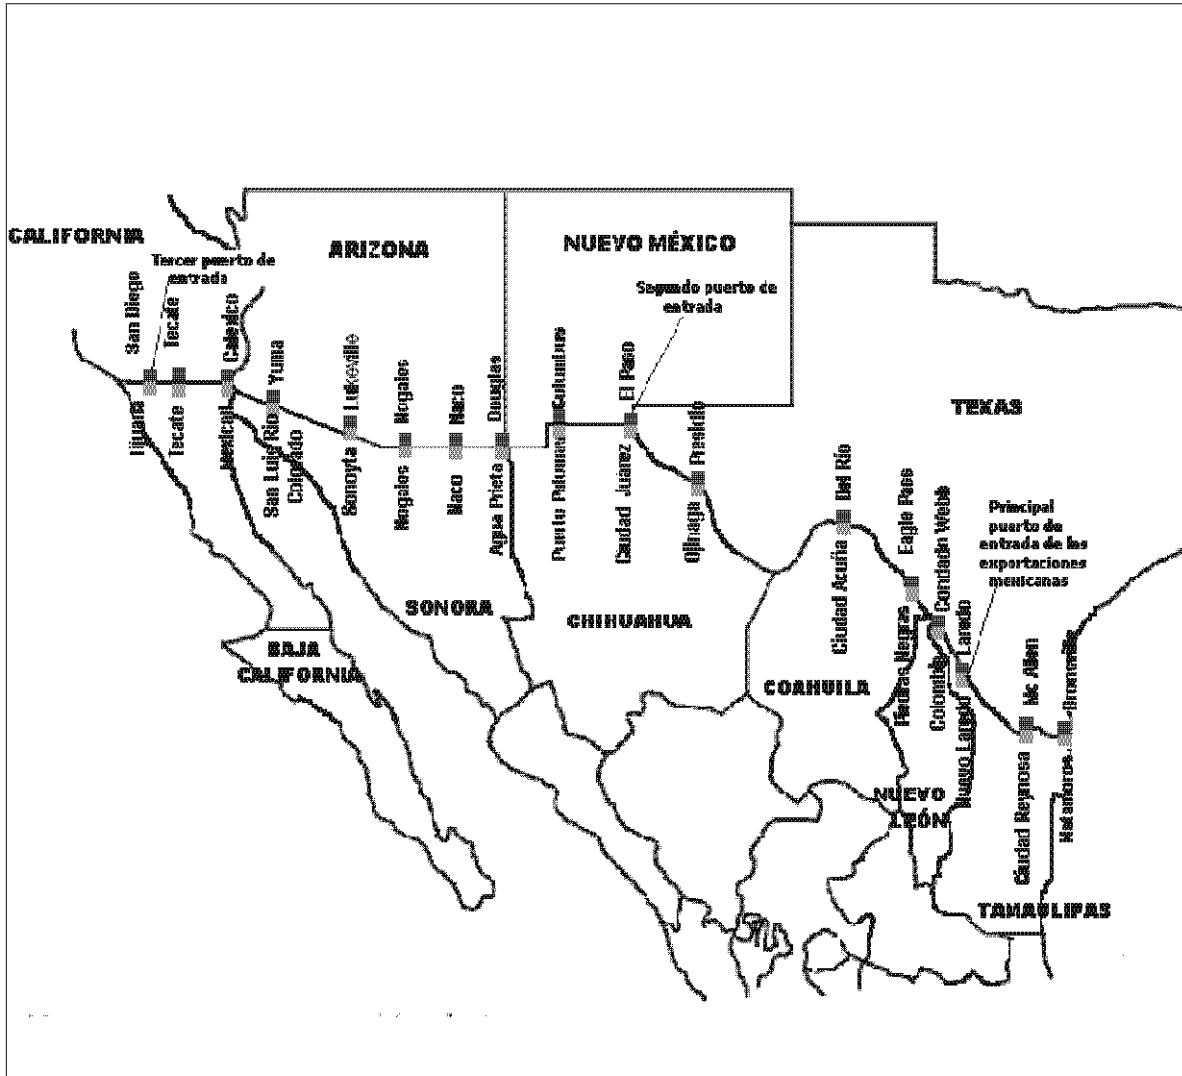 CALIFORNIA
ARIZONA
NUEVO MÉXICO
Tercer puerto de
entrada
Segundo puerto de
entrada
San Diego
Tecate
Calexico
Yuma
Lukeville
Nogales
Naco
Douglas
Columbus
El Paso
Presidio
TEXAS
Tijuana
Tecate
Mexicali
San Luis Río
Colorado
Sonoyta
Nogales
Naco
Agua Prieta
Puerto Palomas
Ciudad Juárez
Ojinaga
Del Río
Eagle Pass
Condado Webb
Laredo
Principal
puerto de
entrada de las
exportaciones
mexicanas
Mc Allen
Brownsville
Ciudad Acuña
Piedras Negras
Colombia
Nuevo Laredo
Ciudad Reynosa
Matamoros
SONORA
CHIHUAHUA
BAJA
CALIFORNIA
COAHUILA
NUEVO
LEÓN
TAMAULIPAS